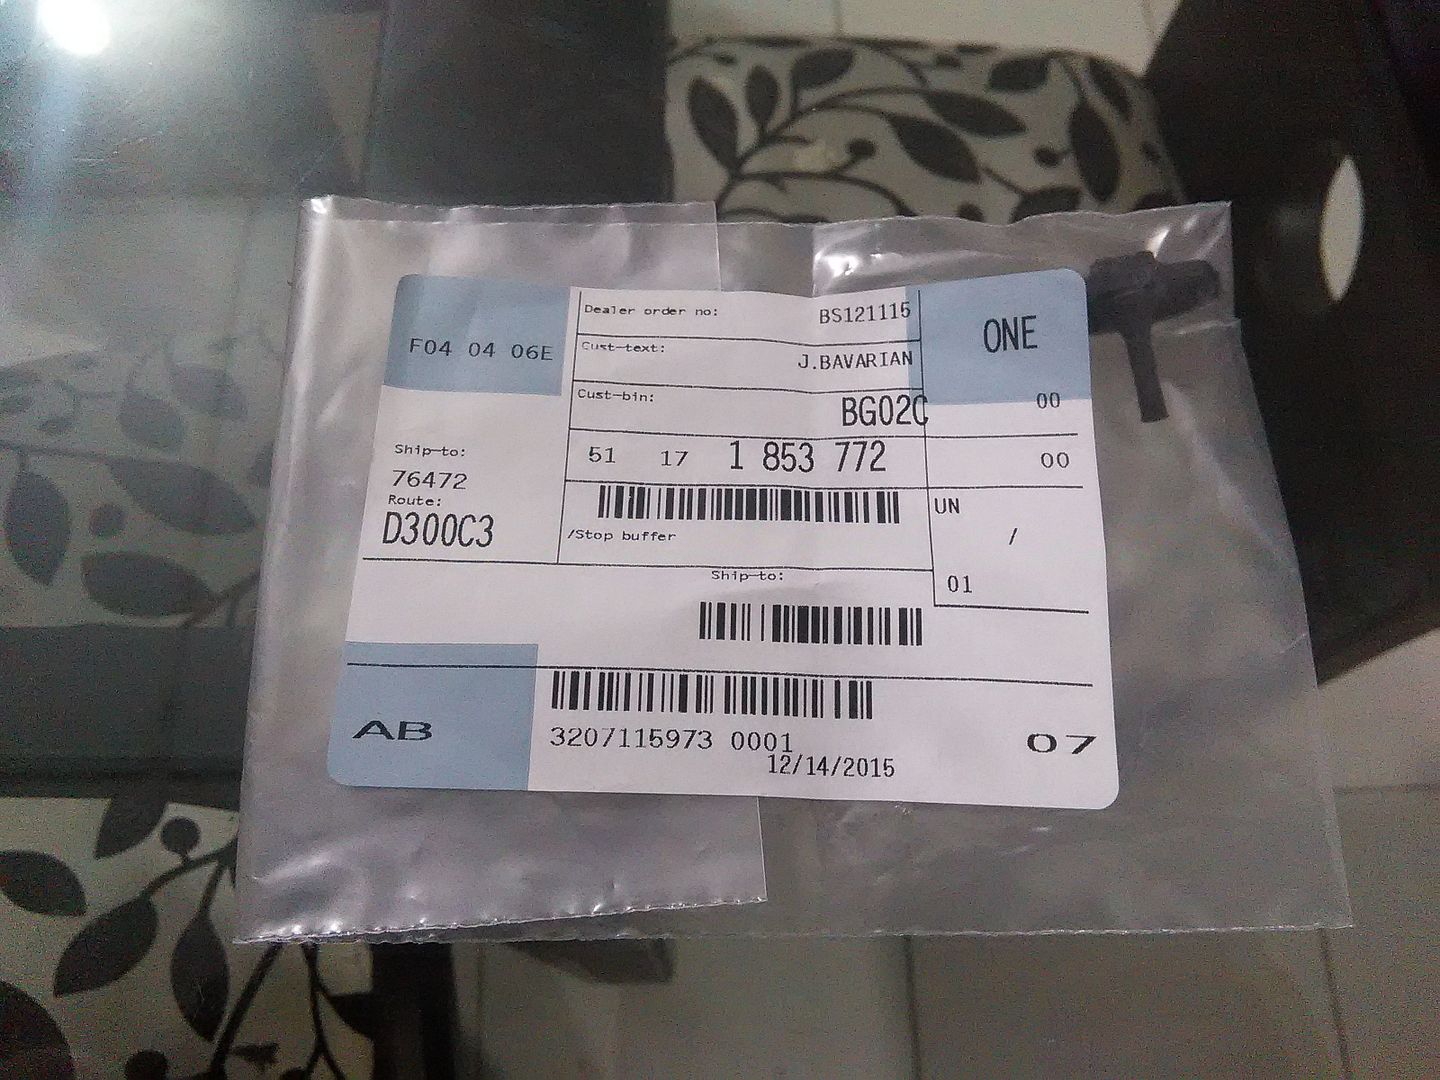 F04 04 06E
Dealer order no: BS121115
Cust-text: J.BAVARIAN
Cust-bin: BG02C
ONE
00
Ship-to:
76472
Route:
D300C3
51 17 1 853 772
00
/Stop buffer
UN
/
01
Ship-to:
AB
3207115973 0001
12/14/2015
07